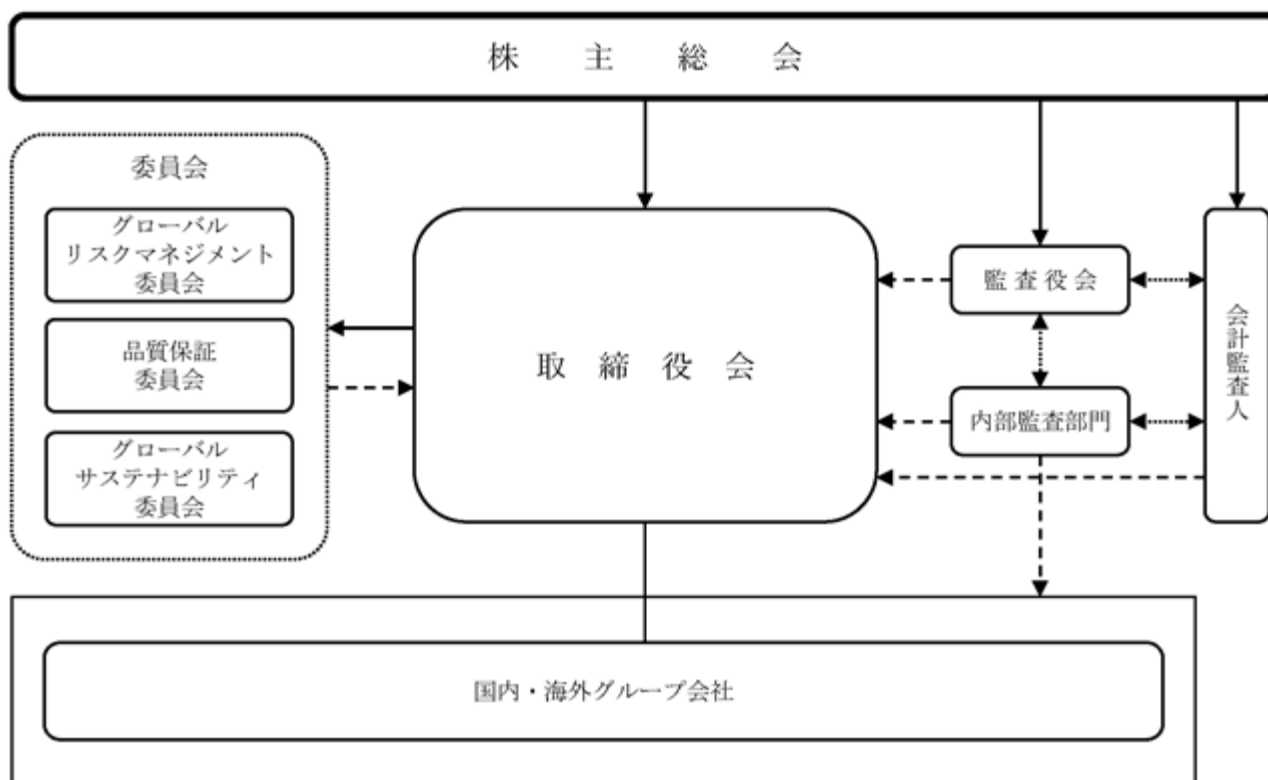 株主総会
委員会
グローバル
リスクマネジメント
委員会
品質保証
委員会
グローバル
サステナビリティ
委員会
取締役会
監査役会
内部監査部門
会計監査人
国内・海外グループ会社